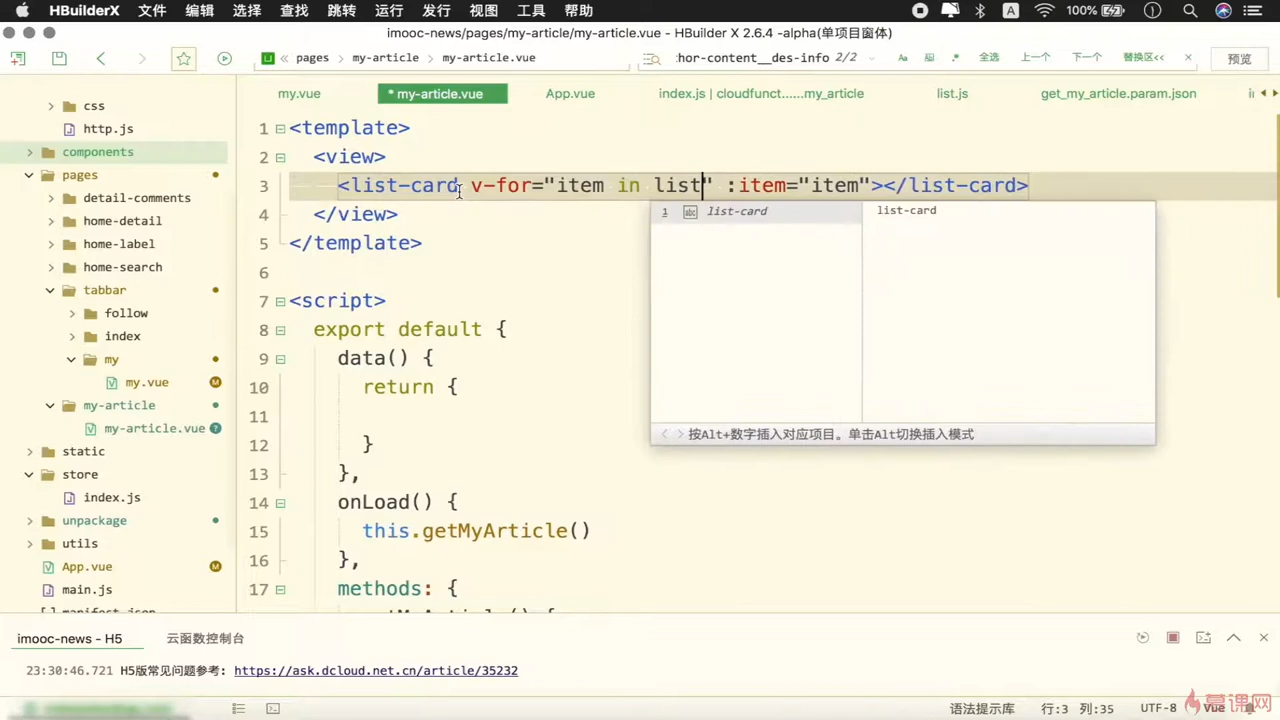 HBuilderX 文件 编辑 选择 查找 跳转 运行 发行 视图 工具 帮助 100%
imooc-news/pages/my-article/my-article.vue - HBuilder X 2.6.4 -alpha(单项目窗体)
pages my-article my-article.vue :hor-content__des-info 2/2 Aa 全选 上一个 下一个 替换区<< 预览
my.vue * my-article.vue App.vue index.js | cloudfunct......my_article list.js get_my_article.param.json
css
http.js
components
pages
detail-comments
home-detail
home-label
home-search
tabbar
follow
index
my
my.vue M
my-article
my-article.vue ?
static
store
index.js
unpackage
utils
App.vue M
main.js
manifest.json
1 <template>
2 <view>
3 <list-card v-for="item in list" :item="item"></list-card>
4 </view>
5 </template>
6
7 <script>
8 export default {
9 data() {
10 return {
11
12 }
13 },
14 onLoad() {
15 this.getMyArticle()
16 },
17 methods: {
getMyArticle() {
1 abc list-card list-card
按Alt+数字插入对应项目。单击Alt切换插入模式
imooc-news - H5 云函数控制台
23:30:46.721 H5版常见问题参考: https://ask.dcloud.net.cn/article/35232
语法提示库 行:3 列:35 UTF-8 Vue
慕课网